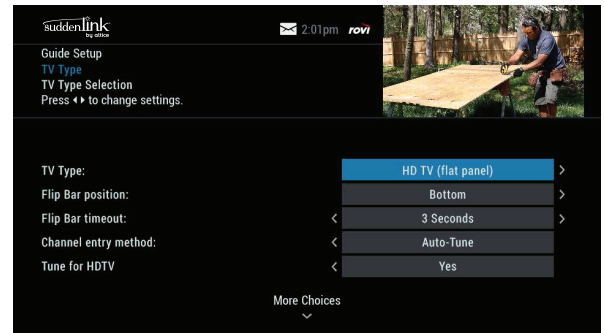 suddenlink
by altice
2:01pm rovi
Guide Setup
TV Type
TV Type Selection
Press ◂ ▸ to change settings.
TV Type: HD TV (flat panel) >
Flip Bar position: Bottom >
Flip Bar timeout: < 3 Seconds >
Channel entry method: < Auto-Tune
Tune for HDTV < Yes
More Choices